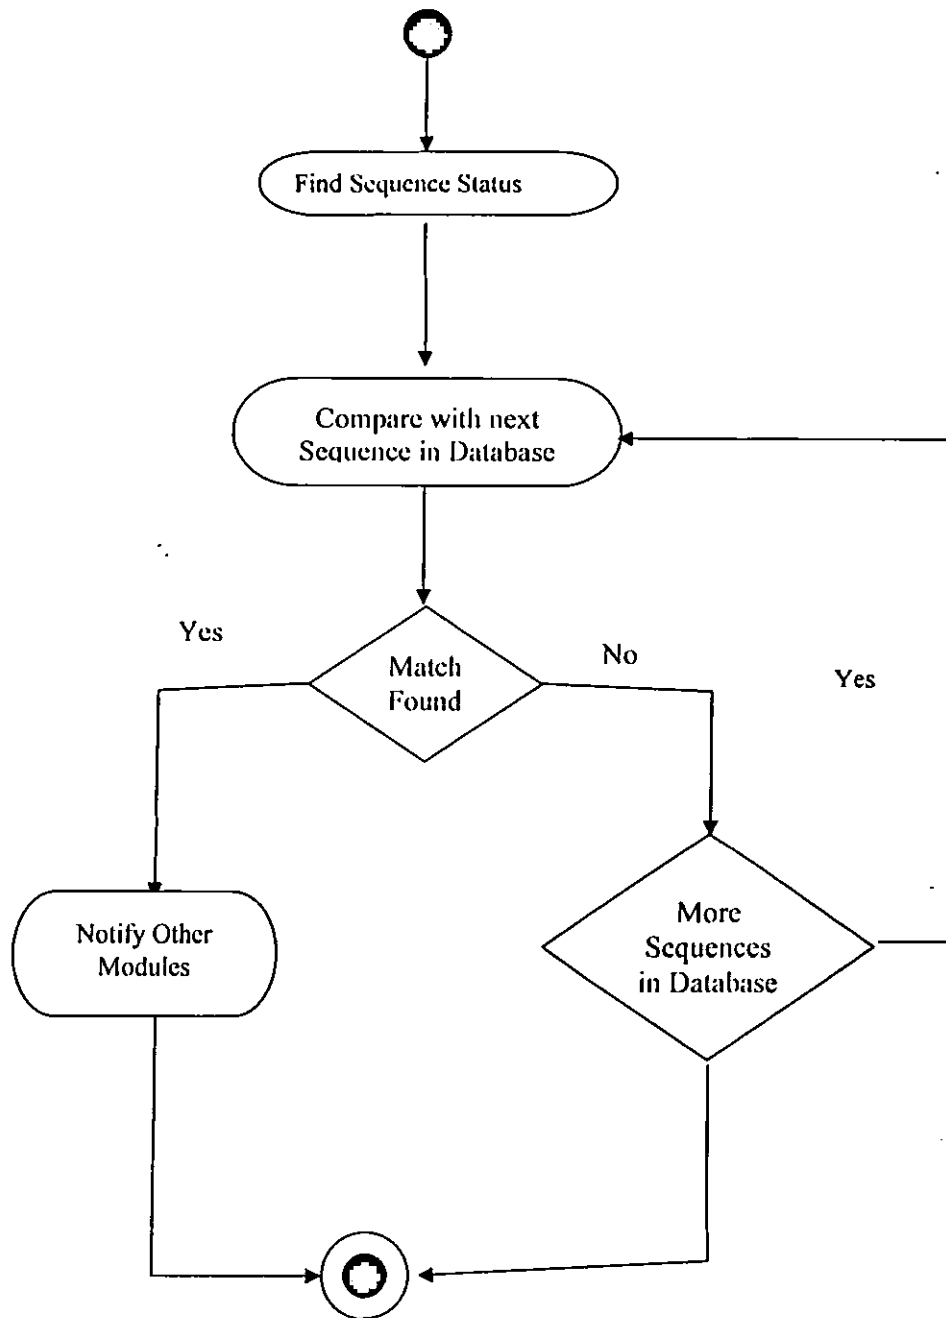 Find Sequence Status
Compare with next
Sequence in Database
Yes
No
Yes
Match
Found
Notify Other
Modules
More
Sequences
in Database